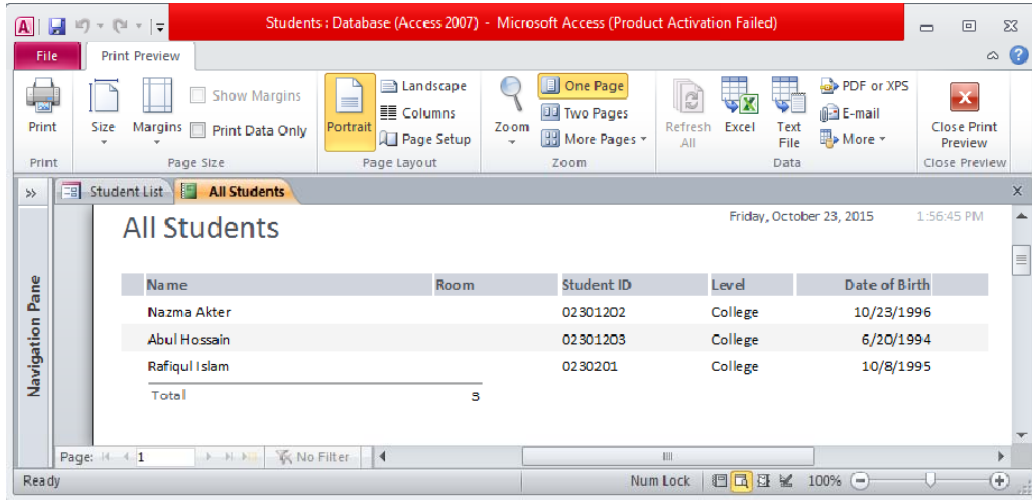 A Students : Database (Access 2007) - Microsoft Access (Product Activation Failed)
File Print Preview ?
Print Size Margins Show Margins Print Data Only Portrait Landscape Columns Page Setup Zoom One Page Two Pages More Pages Refresh All Excel Text File PDF or XPS E-mail More Close Print Preview
Print Page Size Page Layout Zoom Data Close Preview
» Student List All Students x
Navigation Pane
All Students Friday, October 23, 2015 1:56:45 PM
Name Room Student ID Level Date of Birth
Nazma Akter 02301202 College 10/23/1996
Abul Hossain 02301203 College 6/20/1994
Rafiqul Islam 0230201 College 10/8/1995
Total 3
Page: 1 No Filter
Ready Num Lock 100%